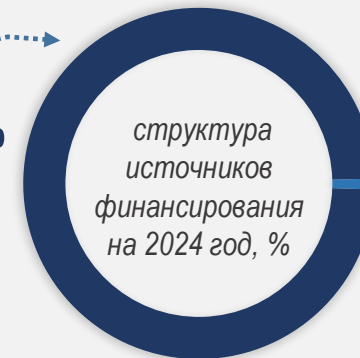 структура
источников
финансирования
на 2024 год, %